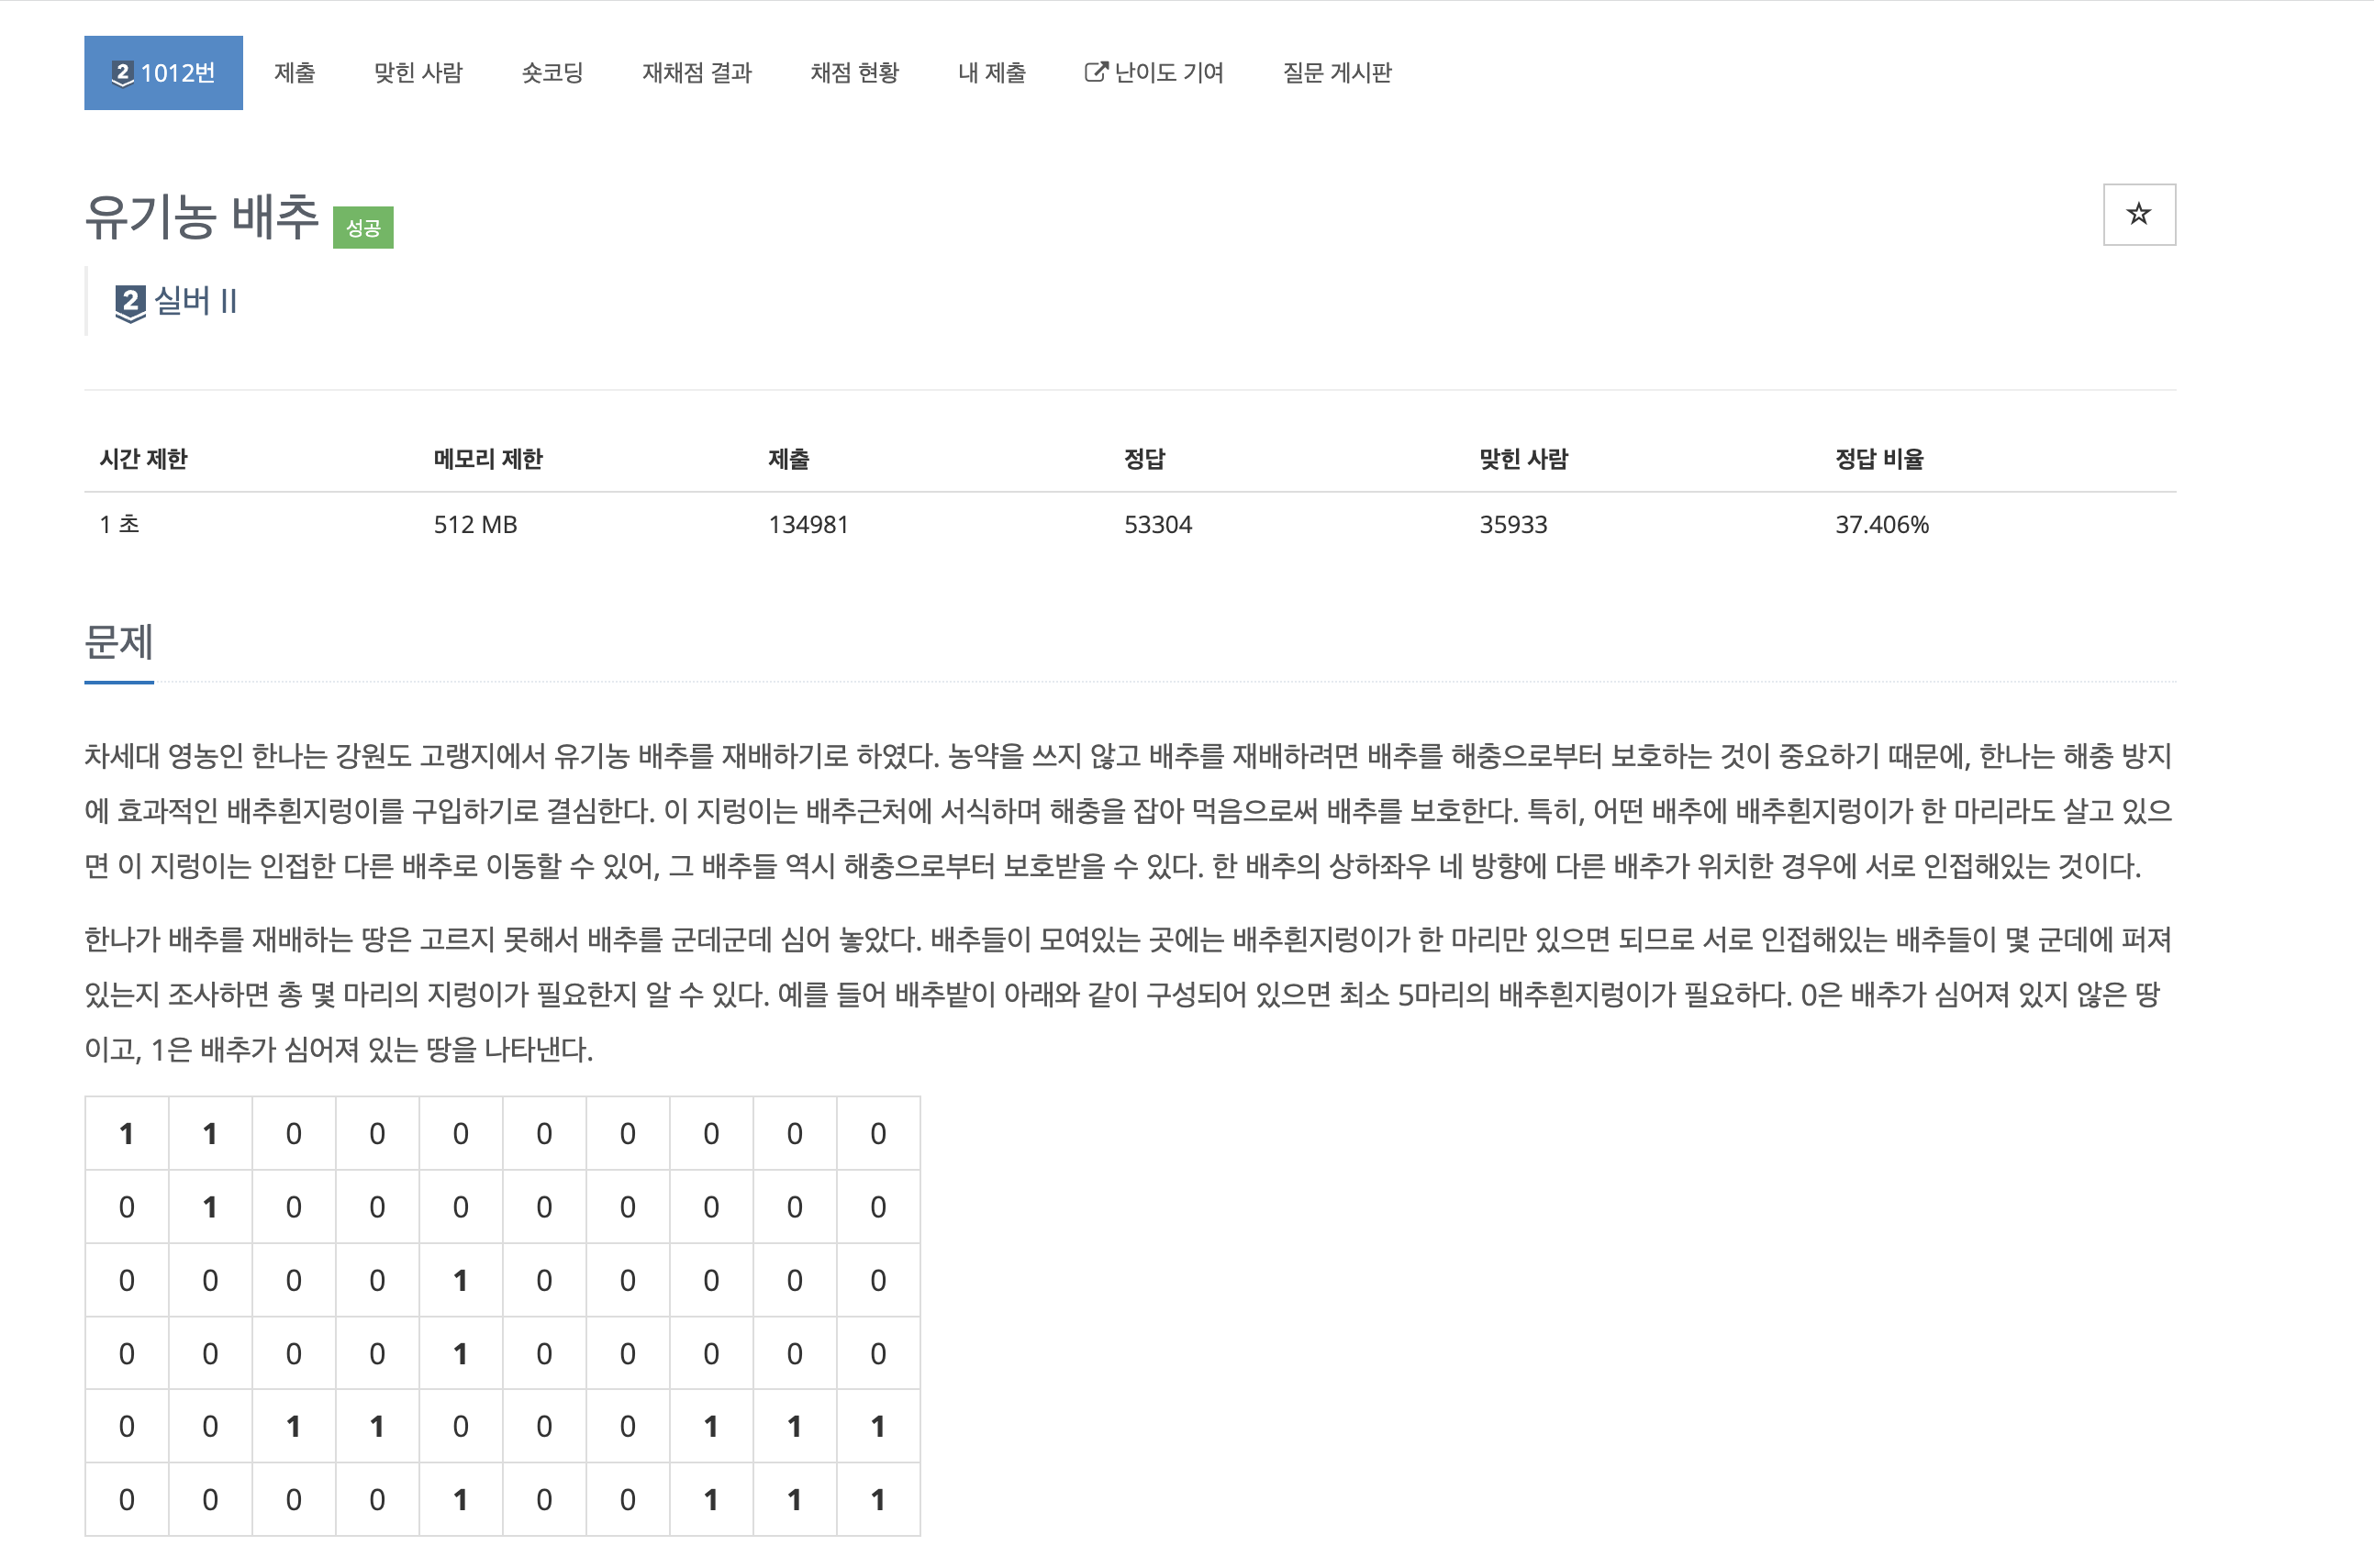 2 1012번 제출 맞힌 사람 숏코딩 재채점 결과 채점 현황 내 제출 난이도 기여 질문 게시판
유기농 배추 성공
2 실버 II
시간 제한 메모리 제한 제출 정답 맞힌 사람 정답 비율
1 초 512 MB 134981 53304 35933 37.406%
문제
차세대 영농인 한나는 강원도 고랭지에서 유기농 배추를 재배하기로 하였다. 농약을 쓰지 않고 배추를 재배하려면 배추를 해충으로부터 보호하는 것이 중요하기 때문에, 한나는 해충 방지
에 효과적인 배추흰지렁이를 구입하기로 결심한다. 이 지렁이는 배추근처에 서식하며 해충을 잡아 먹음으로써 배추를 보호한다. 특히, 어떤 배추에 배추흰지렁이가 한 마리라도 살고 있으
면 이 지렁이는 인접한 다른 배추로 이동할 수 있어, 그 배추들 역시 해충으로부터 보호받을 수 있다. 한 배추의 상하좌우 네 방향에 다른 배추가 위치한 경우에 서로 인접해있는 것이다.
한나가 배추를 재배하는 땅은 고르지 못해서 배추를 군데군데 심어 놓았다. 배추들이 모여있는 곳에는 배추흰지렁이가 한 마리만 있으면 되므로 서로 인접해있는 배추들이 몇 군데에 퍼져
있는지 조사하면 총 몇 마리의 지렁이가 필요한지 알 수 있다. 예를 들어 배추밭이 아래와 같이 구성되어 있으면 최소 5마리의 배추흰지렁이가 필요하다. 0은 배추가 심어져 있지 않은 땅
이고, 1은 배추가 심어져 있는 땅을 나타낸다.
1 1 0 0 0 0 0 0 0 0
0 1 0 0 0 0 0 0 0 0
0 0 0 0 1 0 0 0 0 0
0 0 0 0 1 0 0 0 0 0
0 0 1 1 0 0 0 1 1 1
0 0 0 0 1 0 0 1 1 1